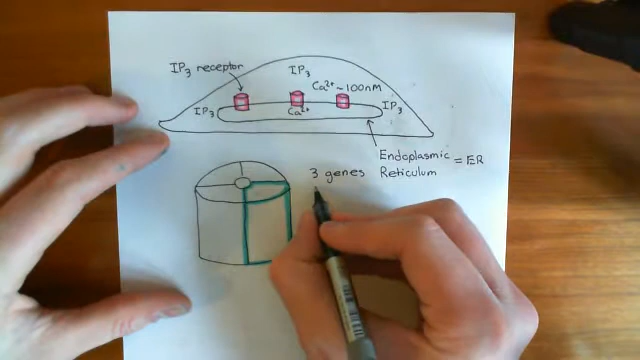 IP₃ receptor
IP₃
Ca²⁺ ~ 100nM
IP₃
Ca²⁺
IP₃
Endoplasmic = ER
Reticulum
3 genes